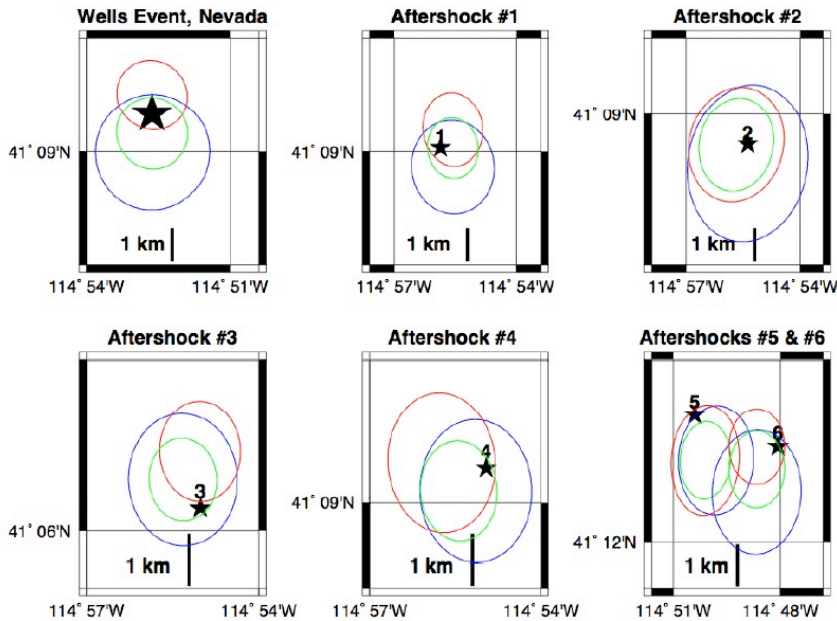 Wells Event, Nevada
Aftershock #1
Aftershock #2
41° 09'N
1 km
114° 54'W 114° 51'W
1
41° 09'N
1 km
114° 57'W 114° 54'W
2
41° 09'N
1 km
114° 57'W 114° 54'W
Aftershock #3
Aftershock #4
Aftershocks #5 & #6
3
41° 06'N
1 km
114° 57'W 114° 54'W
4
41° 09'N
1 km
114° 57'W 114° 54'W
5
6
41° 12'N
1 km
114° 51'W 114° 48'W